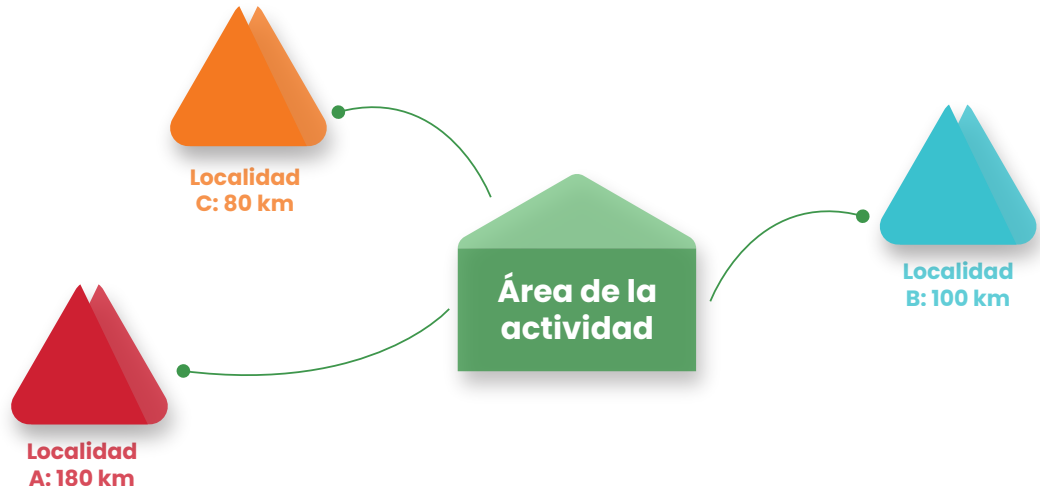 Localidad
C: 80 km
Área de la
actividad
Localidad
B: 100 km
Localidad
A: 180 km